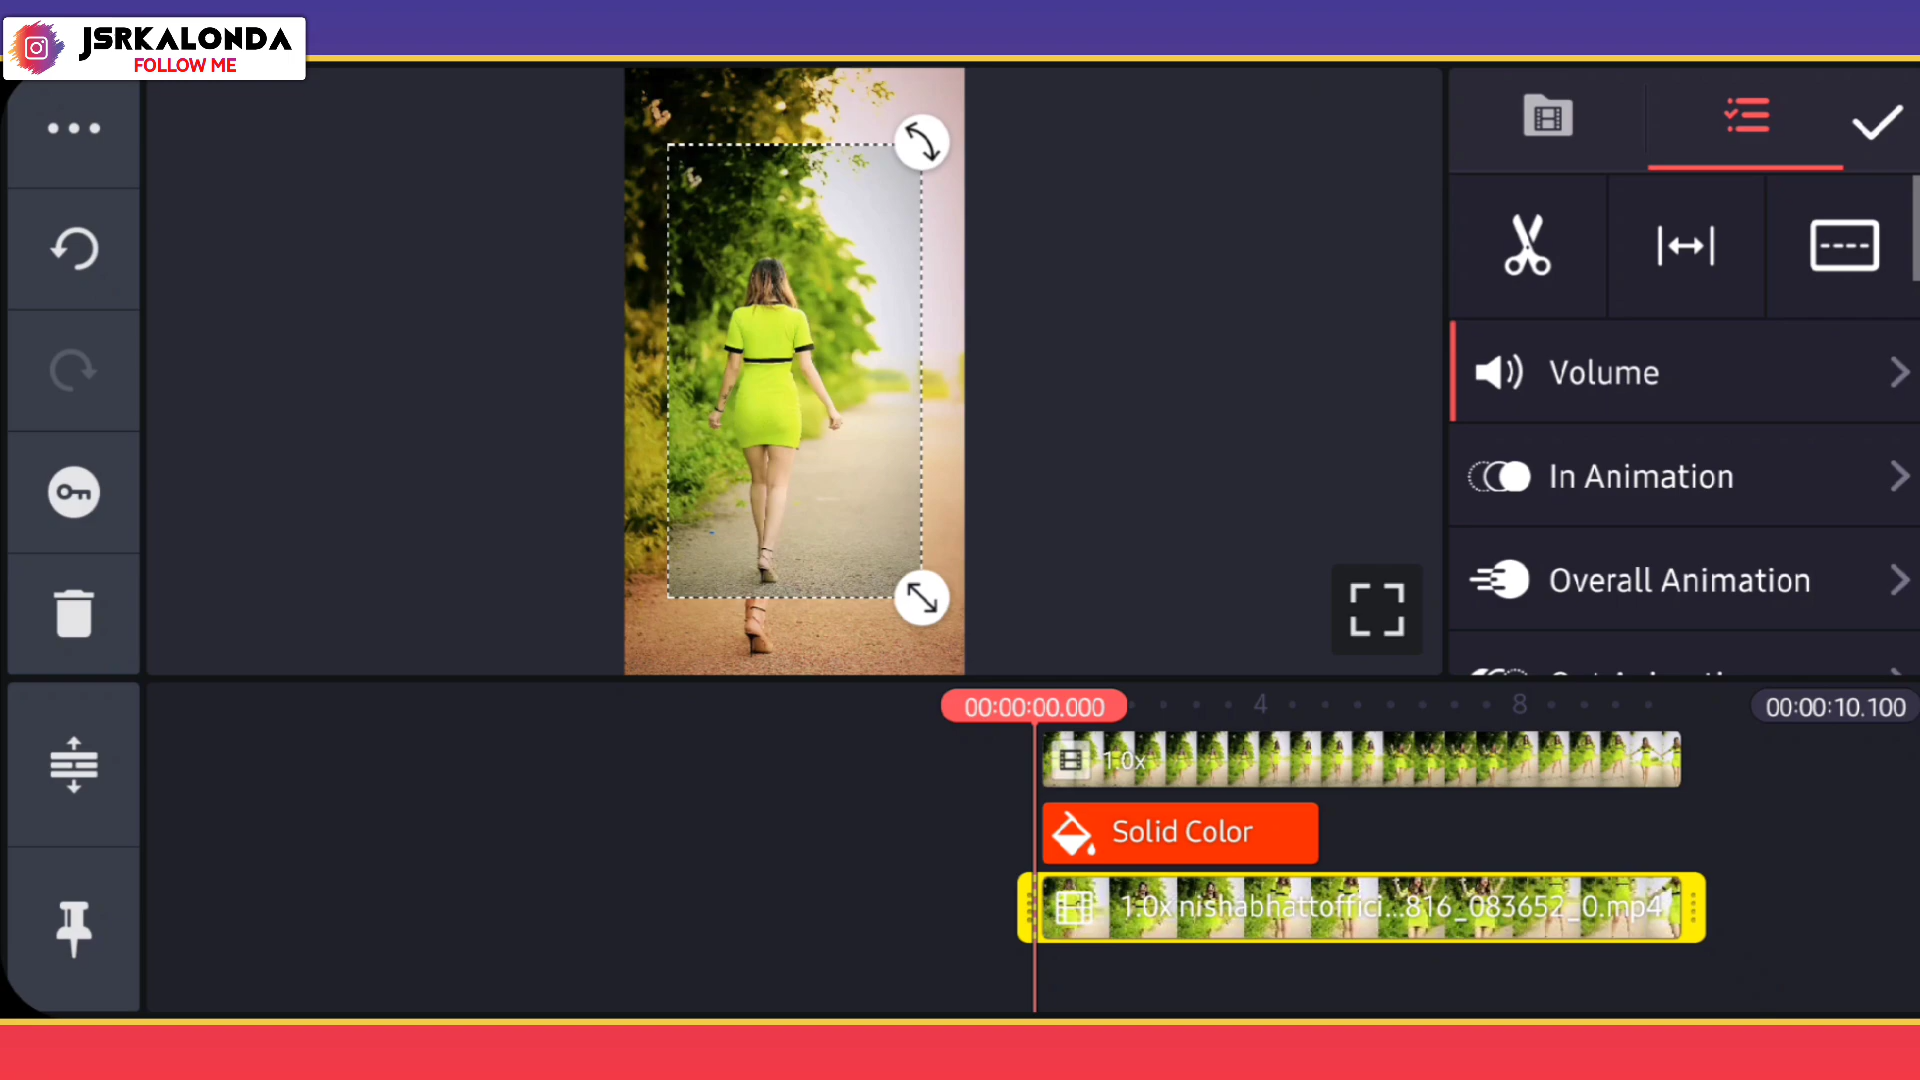 JSRKALONDA
FOLLOW ME
Volume
In Animation
Overall Animation
00:00:00.000
4
8
00:00:10.100
1.0x
Solid Color
1.0x nishabhattoffici...816_083652_0.mp4